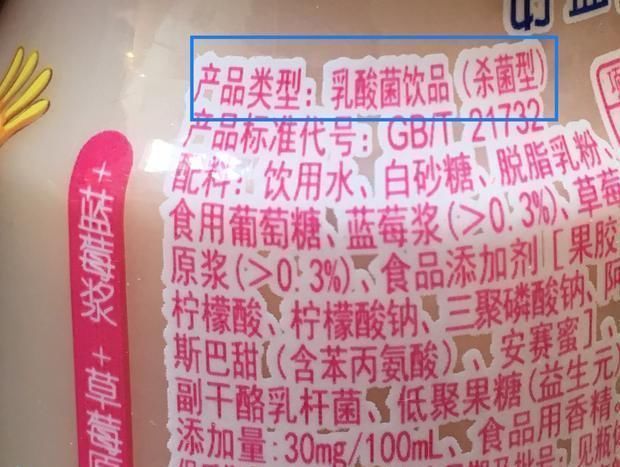 产品类型：乳酸菌饮品（杀菌型）
产品标准代号：GB/T 21732
配料：饮用水、白砂糖、脱脂乳粉、
食用葡萄糖、蓝莓浆(>0.3%)、草莓
原浆(>0.3%)、食品添加剂［果胶
柠檬酸、柠檬酸钠、三聚磷酸钠、阿
斯巴甜（含苯丙氨酸）、安赛蜜］、
副干酪乳杆菌、低聚果糖(益生元)
添加量:30mg/100mL、食品用香精。
+蓝莓浆 +草莓